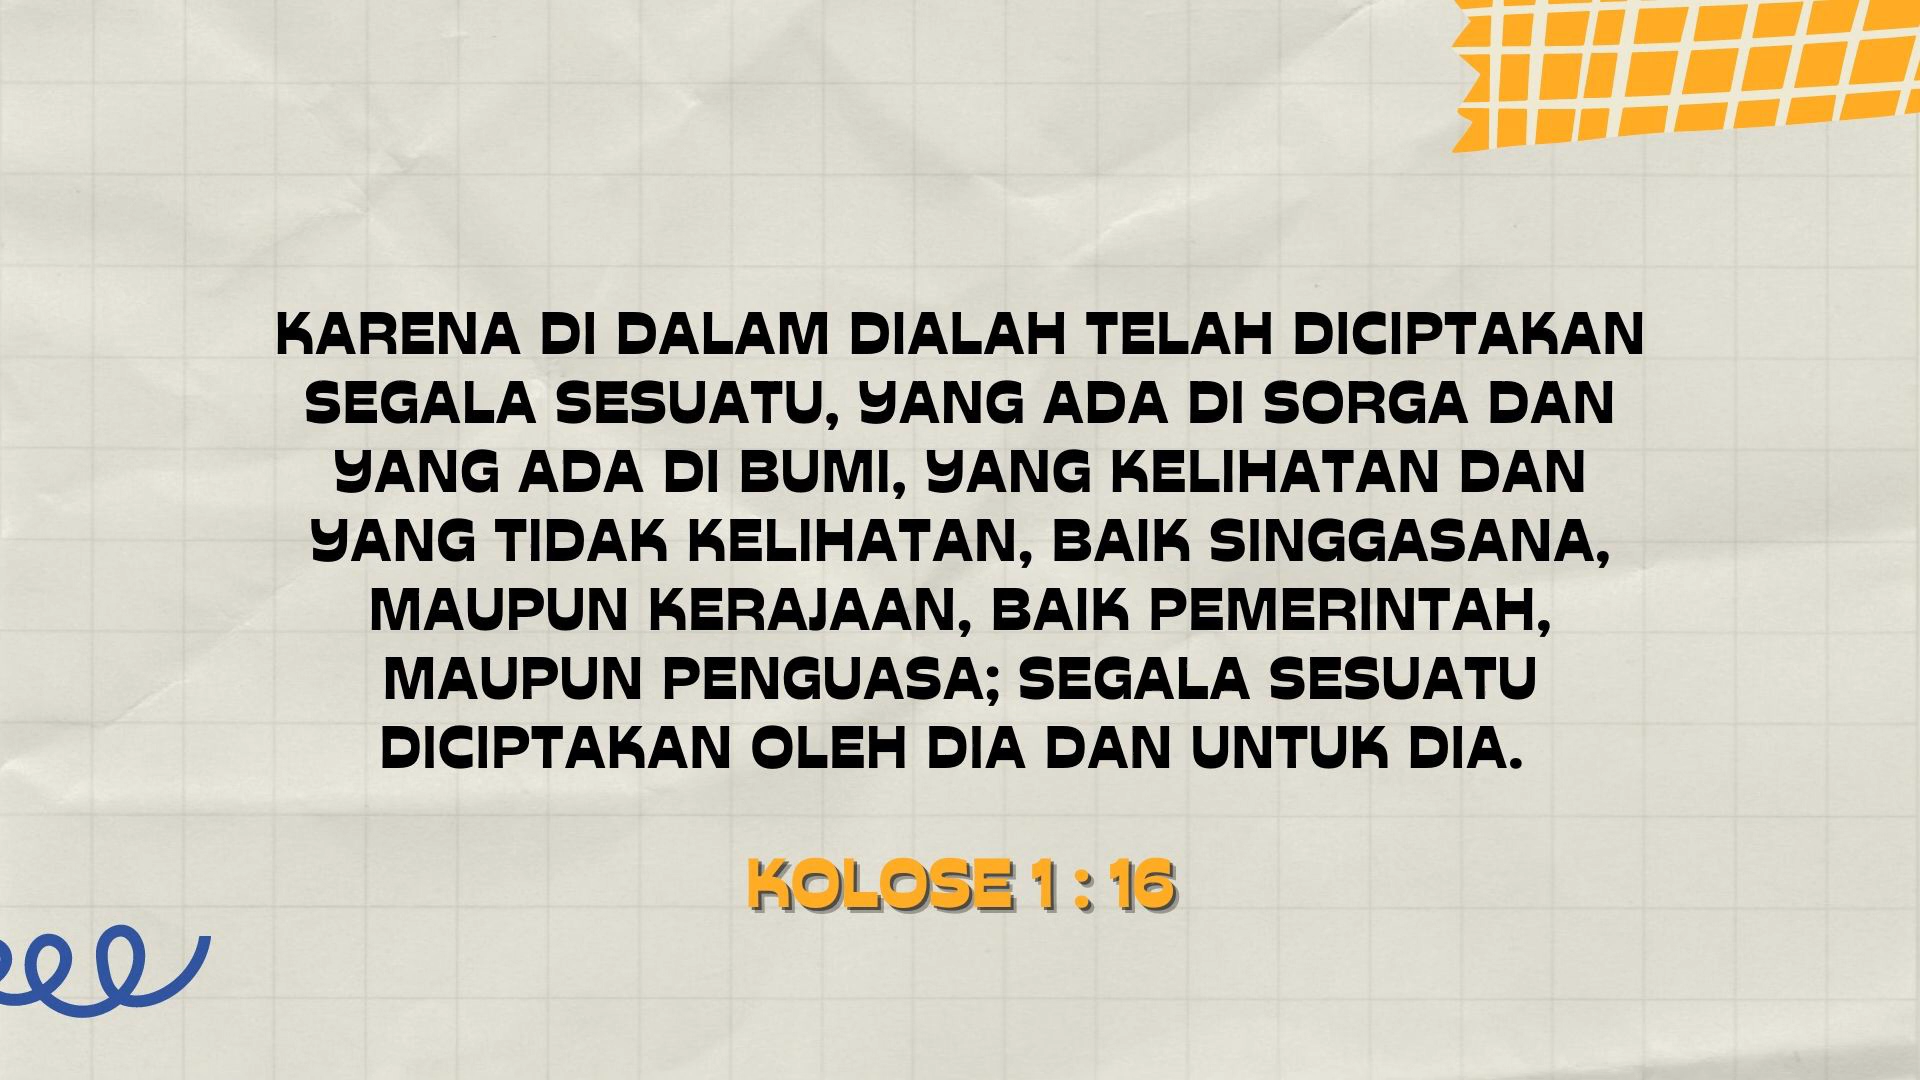 KARENA DI DALAM DIALAH TELAH DICIPTAKAN
SEGALA SESUATU, YANG ADA DI SORGA DAN
YANG ADA DI BUMI, YANG KELIHATAN DAN
YANG TIDAK KELIHATAN, BAIK SINGGASANA,
MAUPUN KERAJAAN, BAIK PEMERINTAH,
MAUPUN PENGUASA; SEGALA SESUATU
DICIPTAKAN OLEH DIA DAN UNTUK DIA.
KOLOSE 1 : 16